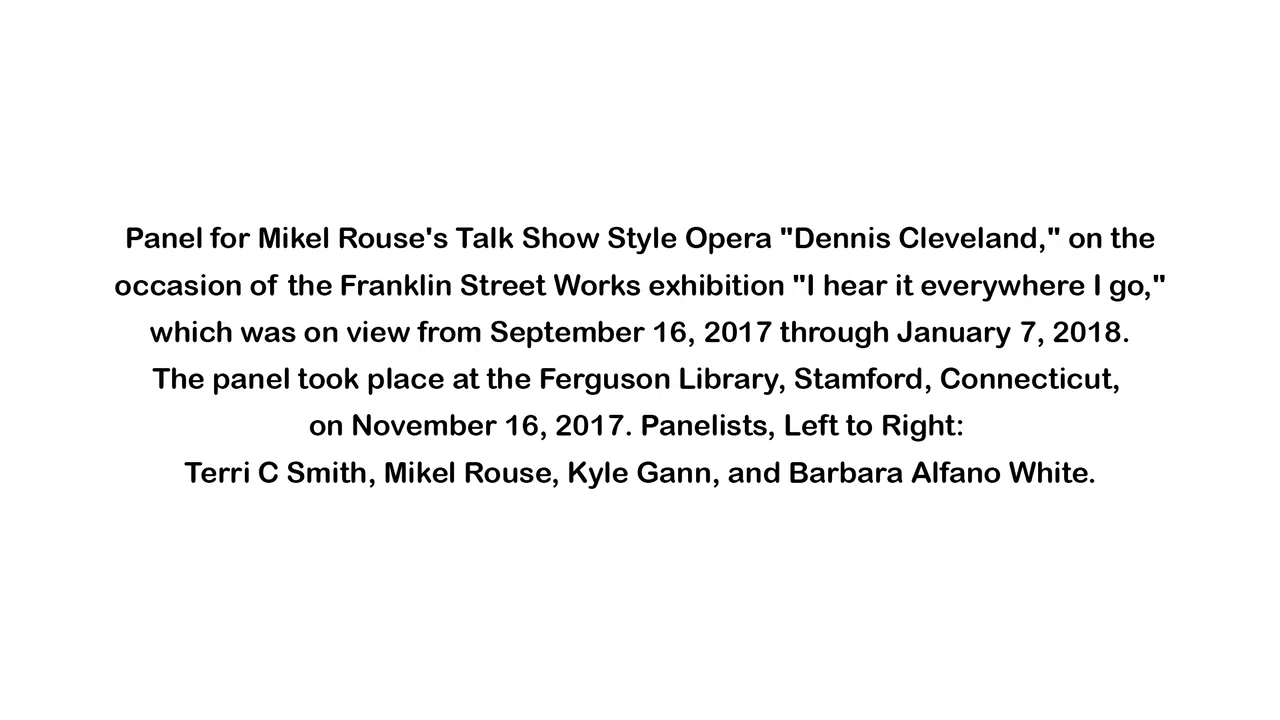 Panel for Mikel Rouse's Talk Show Style Opera "Dennis Cleveland," on the
occasion of the Franklin Street Works exhibition "I hear it everywhere I go,"
which was on view from September 16, 2017 through January 7, 2018.
The panel took place at the Ferguson Library, Stamford, Connecticut,
on November 16, 2017. Panelists, Left to Right:
Terri C Smith, Mikel Rouse, Kyle Gann, and Barbara Alfano White.